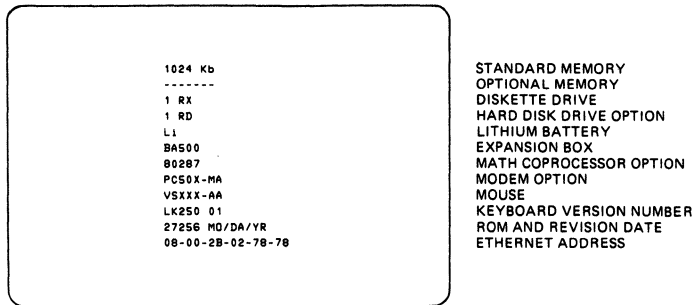 1024 Kb STANDARD MEMORY
------- OPTIONAL MEMORY
1 RX DISKETTE DRIVE
1 RD HARD DISK DRIVE OPTION
Li LITHIUM BATTERY
BA500 EXPANSION BOX
80287 MATH COPROCESSOR OPTION
PC50X-MA MODEM OPTION
VSXXX-AA MOUSE
LK250 01 KEYBOARD VERSION NUMBER
27256 MO/DA/YR ROM AND REVISION DATE
08-00-2B-02-78-78 ETHERNET ADDRESS